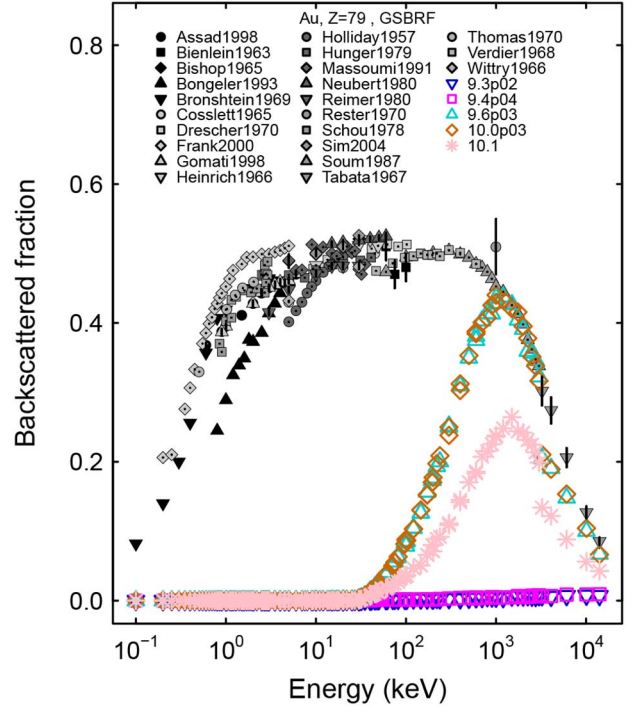 Au, Z=79 , GSBRF
Assad1998
Bienlein1963
Bishop1965
Bongeler1993
Bronshtein1969
Cosslett1965
Drescher1970
Frank2000
Gomati1998
Heinrich1966
Holliday1957
Hunger1979
Massoumi1991
Neubert1980
Reimer1980
Rester1970
Schou1978
Sim2004
Soum1987
Tabata1967
Thomas1970
Verdier1968
Wittry1966
9.3p02
9.4p04
9.6p03
10.0p03
10.1
Backscattered fraction
0.8
0.6
0.4
0.2
0.0
10⁻¹ 10⁰ 10¹ 10² 10³ 10⁴
Energy (keV)